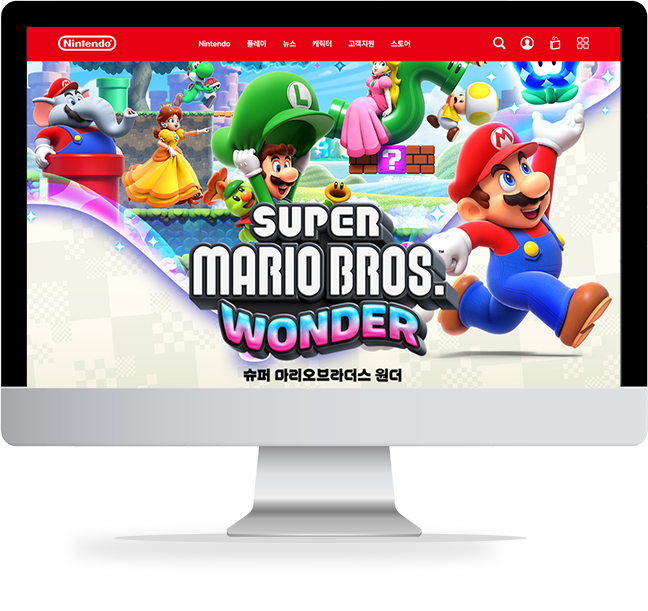 Nintendo
Nintendo 플레이 뉴스 캐릭터 고객지원 스토어
L
?
M
SUPER
MARIO BROS.™
WONDER
슈퍼 마리오브라더스 원더